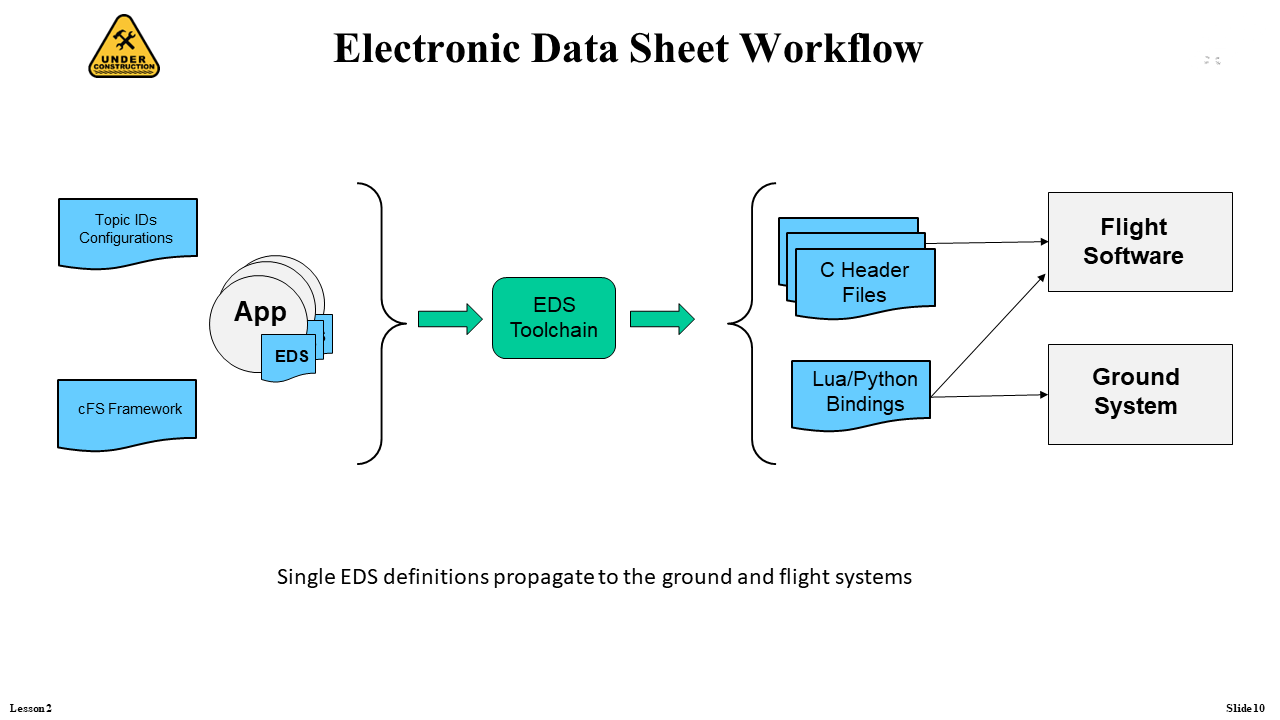 UNDER
CONSTRUCTION
Electronic Data Sheet Workflow
Topic IDs
Configurations
App
EDS
S
cFS Framework
EDS
Toolchain
C Header
Files
Lua/Python
Bindings
Flight
Software
Ground
System
Single EDS definitions propagate to the ground and flight systems
Lesson 2
Slide 10